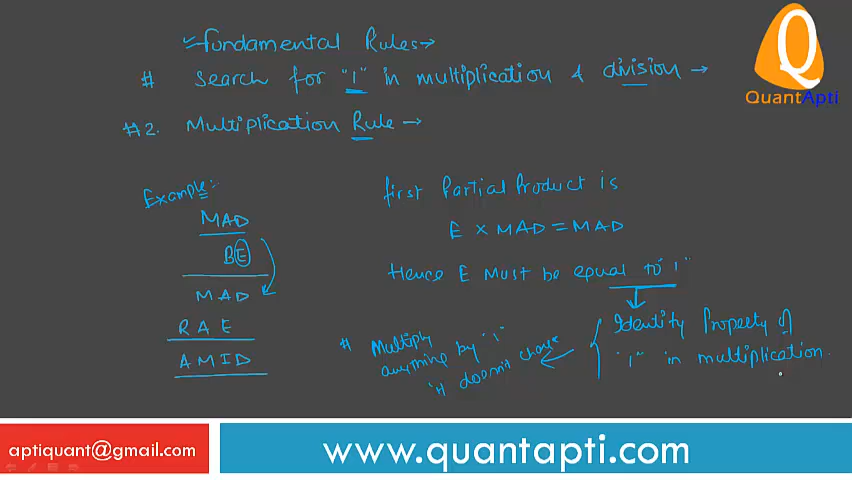 Fundamental Rules→
# Search for "1" in multiplication & division →
#2. Multiplication Rule →
QuantApti
Example:-
MAD
BE
MAD
RAE
AMID
first Partial Product is
E × MAD = MAD
Hence E Must be equal to "1"
Identity Property of
"1" in multiplication.
# Multiply
anything by "1"
it doesn't change
aptiquant@gmail.com
www.quantapti.com